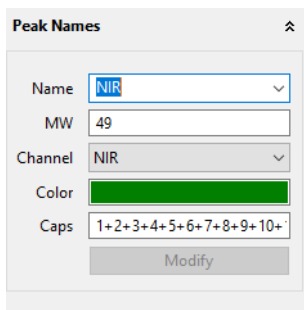 Peak Names
Name NIR
MW 49
Channel NIR
Color
Caps 1+2+3+4+5+6+7+8+9+10+
Modify